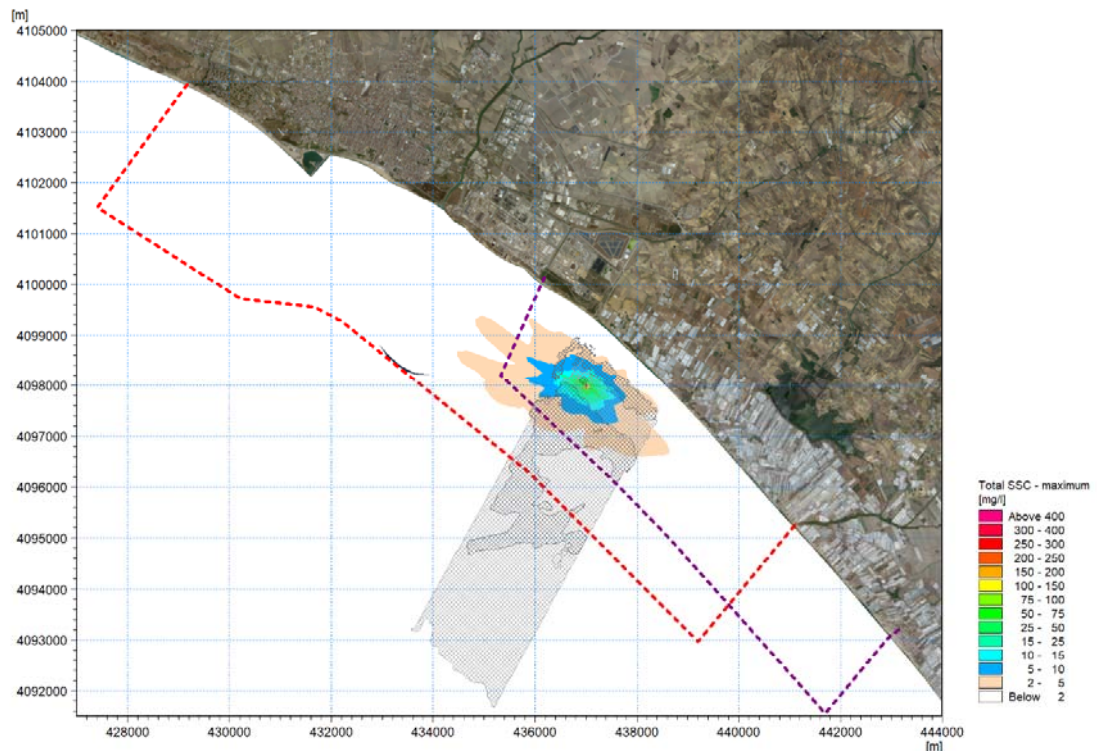 [m]
4105000
4104000
4103000
4102000
4101000
4100000
4099000
4098000
4097000
4096000
4095000
4094000
4093000
4092000
428000 430000 432000 434000 436000 438000 440000 442000 444000
[m]
Total SSC - maximum
[mg/l]
Above 400
300 - 400
250 - 300
200 - 250
150 - 200
100 - 150
75 - 100
50 - 75
25 - 50
15 - 25
10 - 15
5 - 10
2 - 5
Below 2